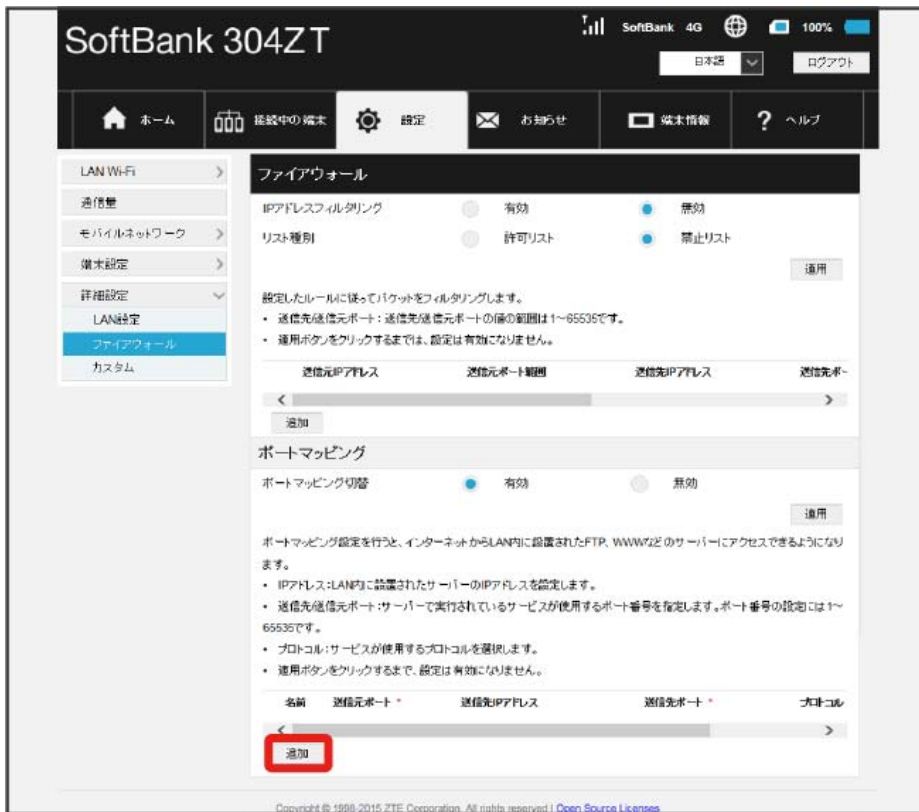 SoftBank 304ZT
SoftBank 4G 100%
日本語 ログアウト
ホーム 接続中の端末 設定 お知らせ 端末情報 ? ヘルプ
LAN Wi-Fi
通信量
モバイルネットワーク
端末設定
詳細設定
LAN設定
ファイアウォール
カスタム
ファイアウォール
IPアドレスフィルタリング 有効 無効
リスト種別 許可リスト 禁止リスト
適用
設定したルールに従ってパケットをフィルタリングします。
• 送信先/送信元ポート：送信先/送信元ポートの値の範囲は1～65535です。
• 適用ボタンをクリックするまでは、設定は有効になりません。
送信元IPアドレス 送信元ポート範囲 送信先IPアドレス 送信先ポー
追加
ポートマッピング
ポートマッピング切替 有効 無効
適用
ポートマッピング設定を行うと、インターネットからLAN内に設置されたFTP、WWWなどのサーバーにアクセスできるようになり
ます。
• IPアドレス：LAN内に設置されたサーバーのIPアドレスを設定します。
• 送信先/送信元ポート：サーバーで実行されているサービスが使用するポート番号を指定します。ポート番号の設定には1～
65535です。
• プロトコル：サービスが使用するプロトコルを選択します。
• 適用ボタンをクリックするまで、設定は有効になりません。
名前 送信元ポート * 送信先IPアドレス 送信先ポート * プロトコル
追加
Copyright © 1998-2015 ZTE Corporation. All rights reserved | Open Source Licenses